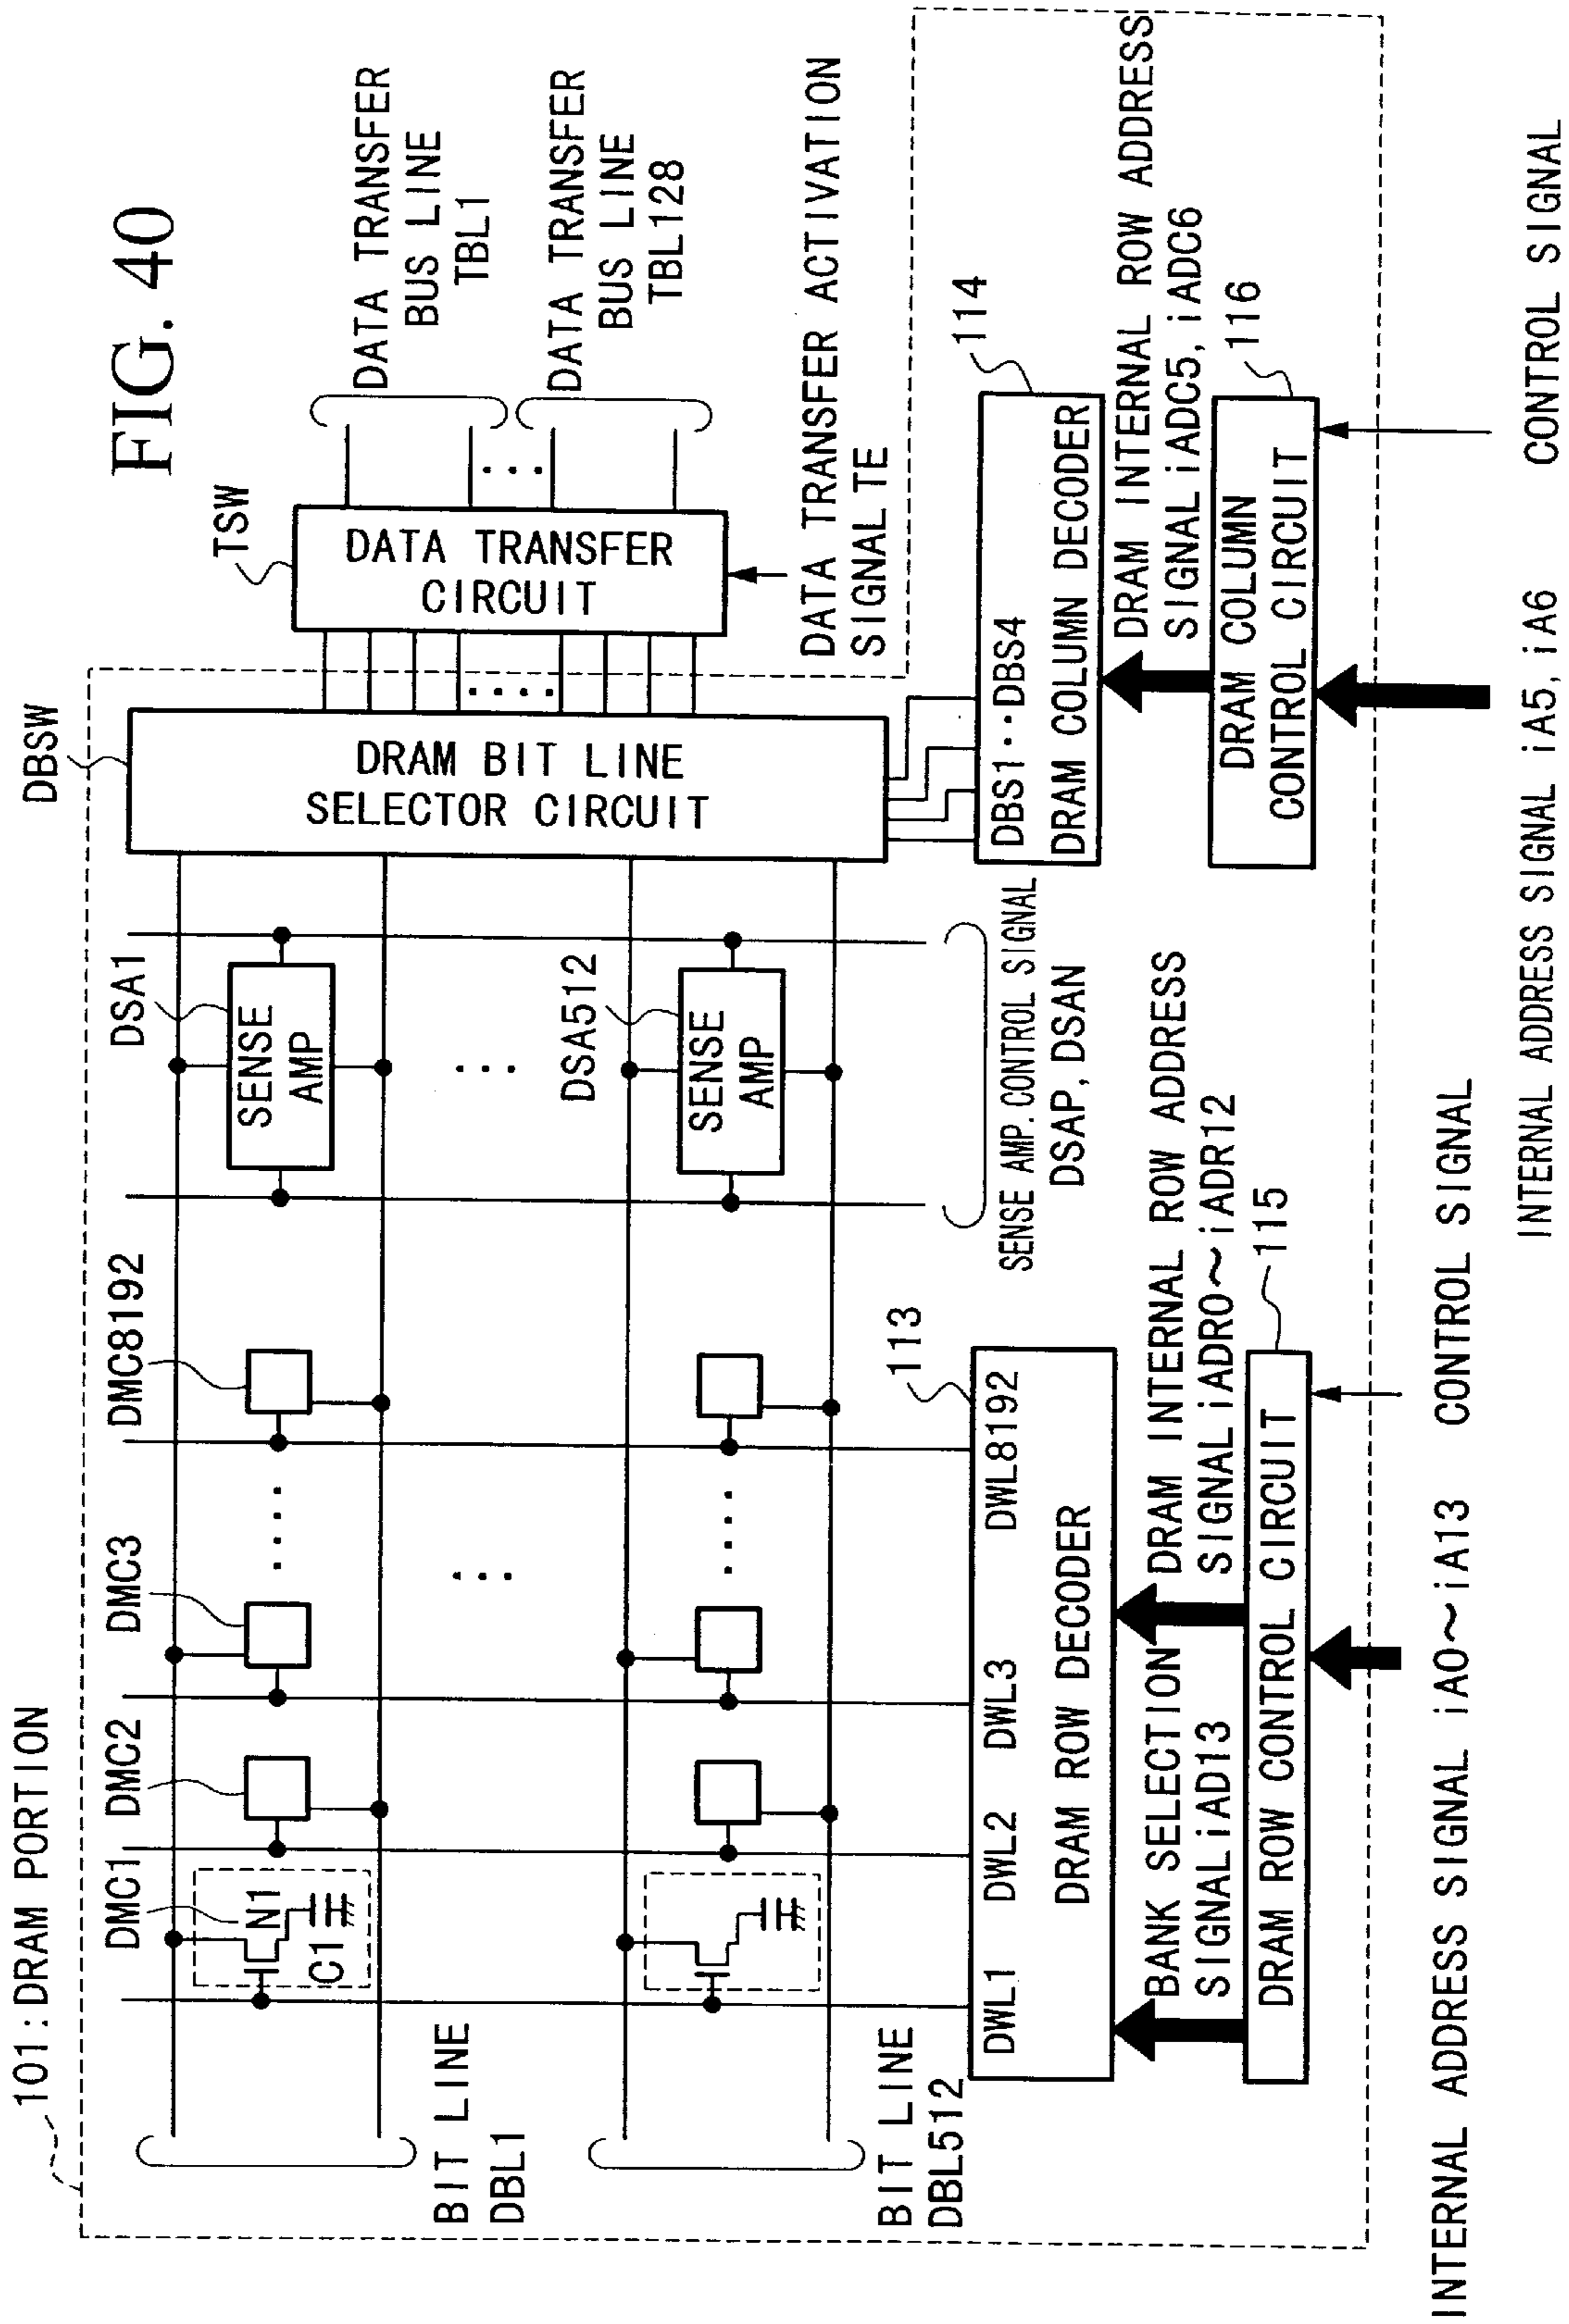 FIG. 40
101:DRAM PORTION
DMC1
DMC2
DMC3
DMC8192
DSA1
DBSW
TSW
N1
C1
SENSE
AMP
DRAM BIT LINE
SELECTOR CIRCUIT
DATA TRANSFER
CIRCUIT
DATA TRANSFER
BUS LINE
TBL1
DATA TRANSFER
BUS LINE
TBL128
BIT LINE
DBL1
DSA512
SENSE
AMP
DATA TRANSFER ACTIVATION
SIGNAL TE
BIT LINE
DBL512
DWL1
DWL2
DWL3
DWL8192
113
DRAM ROW DECODER
SENSE AMP. CONTROL SIGNAL
DSAP, DSAN
DBS1··DBS4
114
DRAM COLUMN DECODER
BANK SELECTION
SIGNAL iAD13
DRAM INTERNAL ROW ADDRESS
SIGNAL iADR0~iADR12
DRAM INTERNAL ROW ADDRESS
SIGNAL iADC5, iADC6
DRAM ROW CONTROL CIRCUIT
115
DRAM COLUMN
CONTROL CIRCUIT
116
INTERNAL ADDRESS SIGNAL iA0~iA13
CONTROL SIGNAL
INTERNAL ADDRESS SIGNAL iA5, iA6
CONTROL SIGNAL